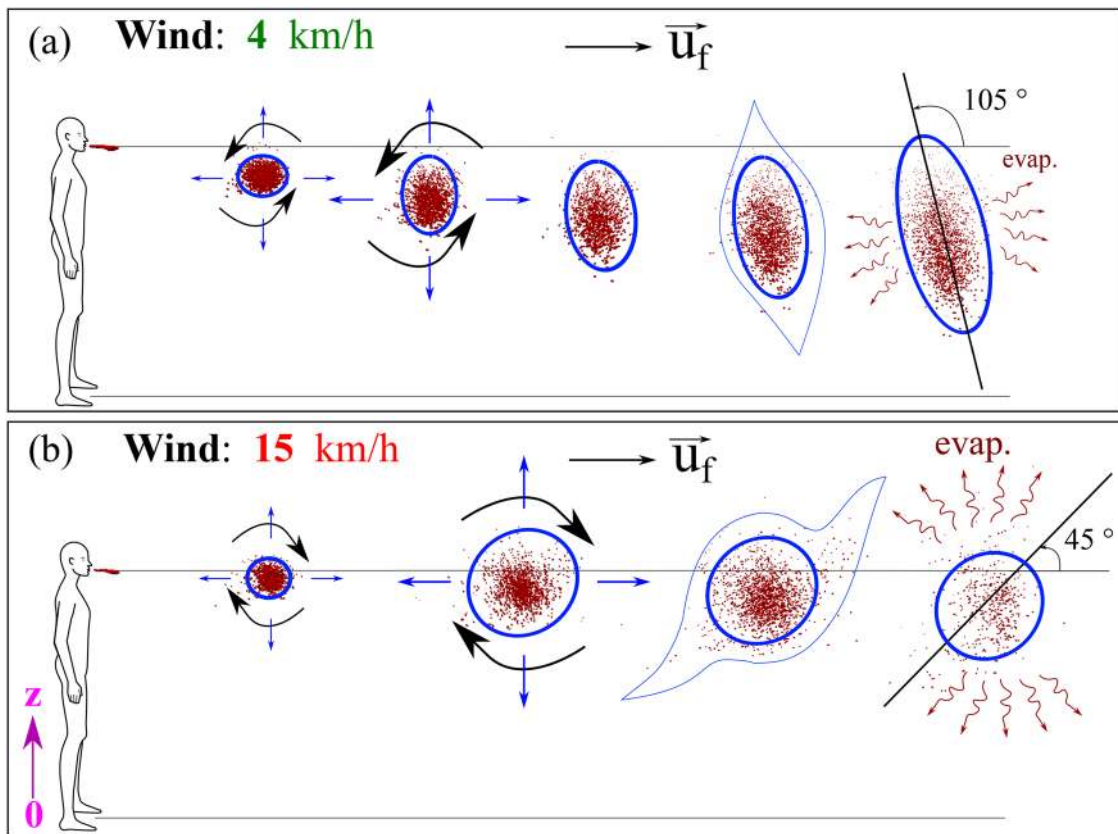 (a) Wind: 4 km/h u_f
105 °
evap.
(b) Wind: 15 km/h u_f
evap.
45 °
z
0